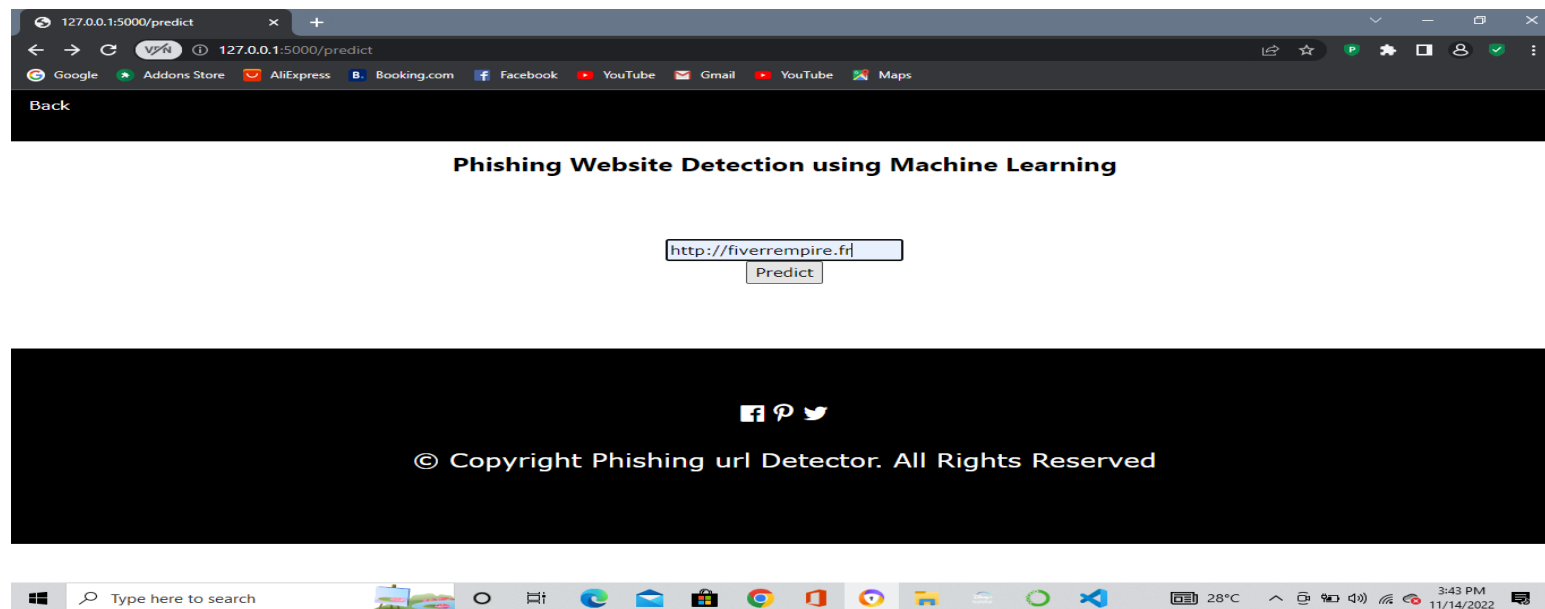 127.0.0.1:5000/predict
VPN 127.0.0.1:5000/predict
Google Addons Store AliExpress B. Booking.com Facebook YouTube Gmail YouTube Maps
Back
Phishing Website Detection using Machine Learning
http://fiverrempire.fr
Predict
© Copyright Phishing url Detector. All Rights Reserved
Type here to search 28°C 3:43 PM
11/14/2022